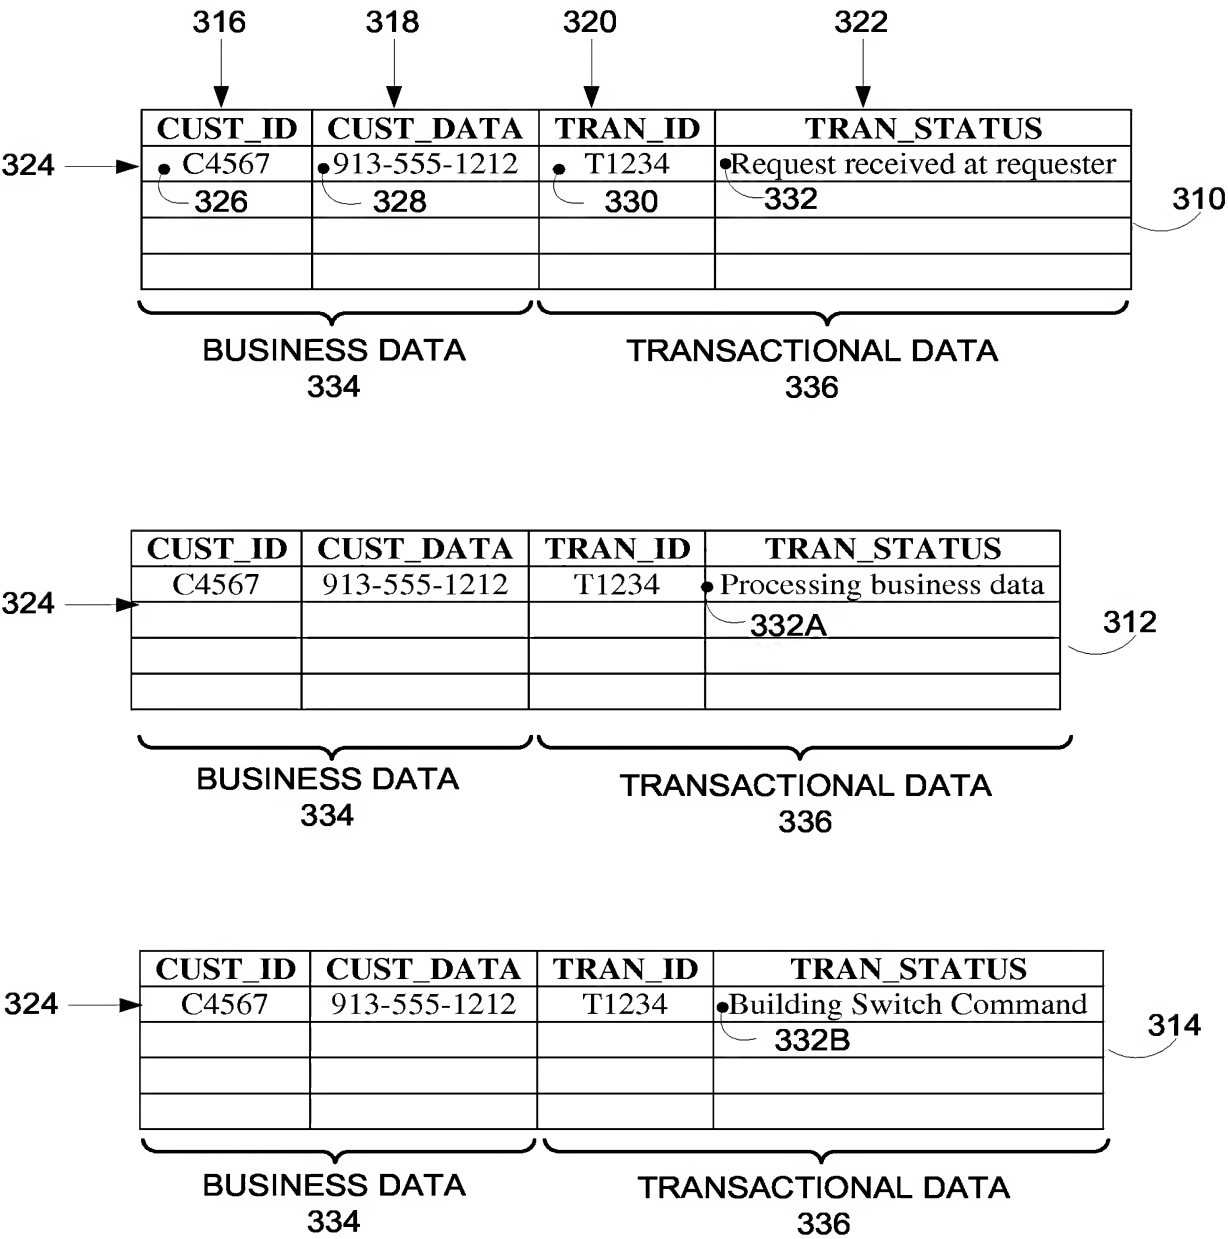 316 318 320 322
CUST_ID CUST_DATA TRAN_ID TRAN_STATUS
324 C4567 913-555-1212 T1234 Request received at requester
326 328 330 332 310
BUSINESS DATA TRANSACTIONAL DATA
334 336
CUST_ID CUST_DATA TRAN_ID TRAN_STATUS
C4567 913-555-1212 T1234 Processing business data
324 332A 312
BUSINESS DATA TRANSACTIONAL DATA
334 336
CUST_ID CUST_DATA TRAN_ID TRAN_STATUS
324 C4567 913-555-1212 T1234 Building Switch Command
332B 314
BUSINESS DATA TRANSACTIONAL DATA
334 336